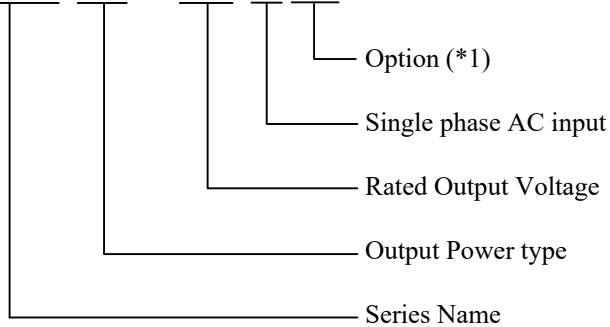 Option (*1)
Single phase AC input
Rated Output Voltage
Output Power type
Series Name